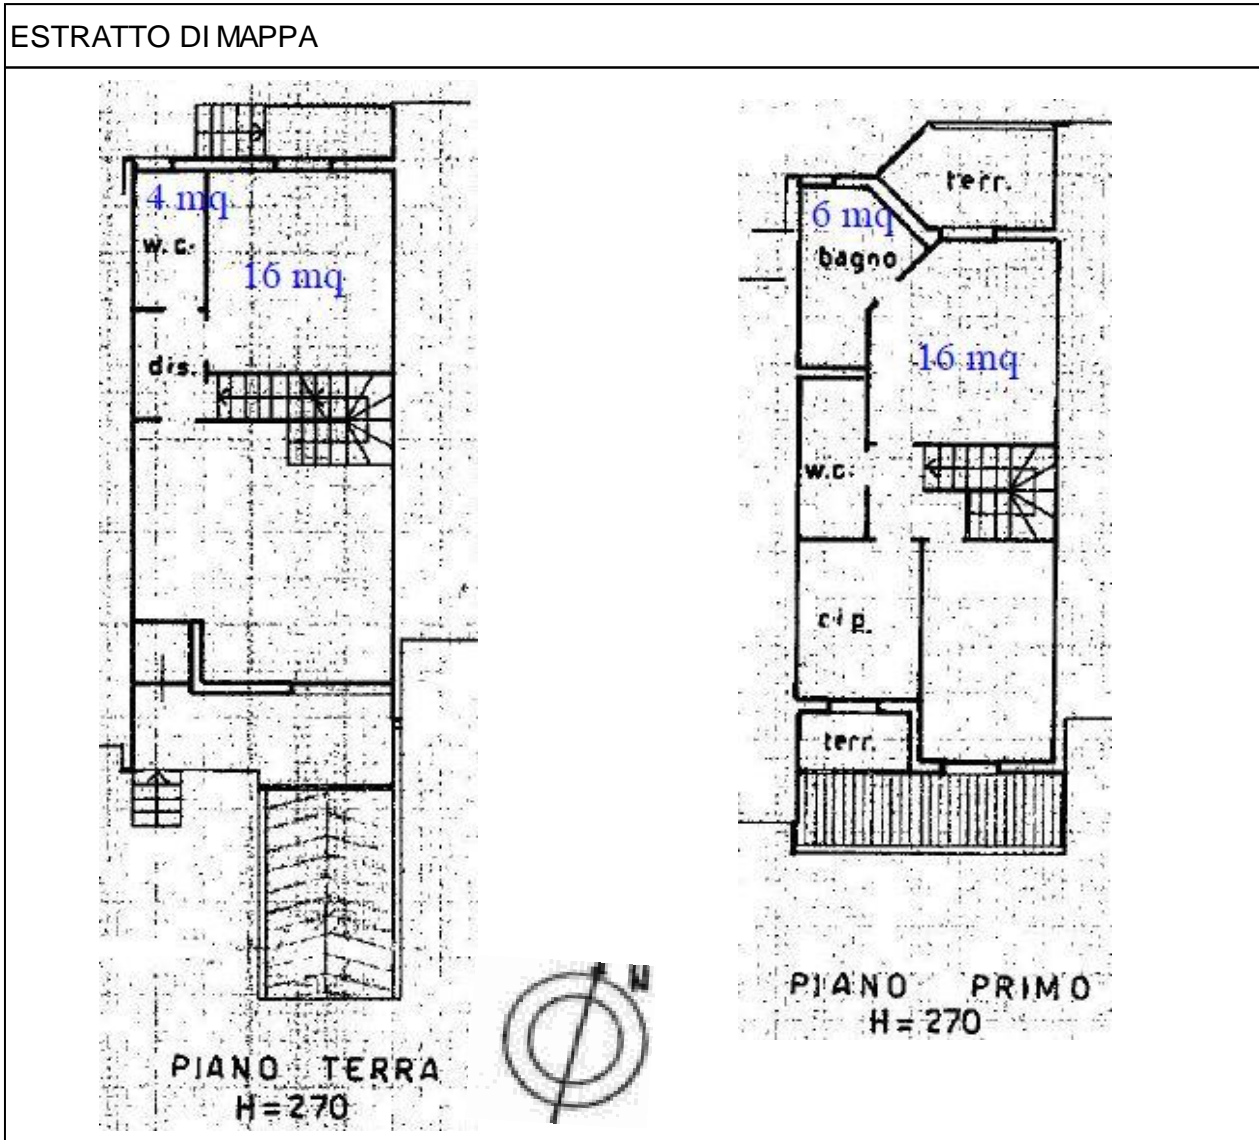 ESTRATTO DI MAPPA
4 mq
w.c.
16 mq
dis.
PIANO TERRA
H=270
N
terr.
6 mq
bagno
16 mq
w.c.
terr.
PIANO PRIMO
H=270